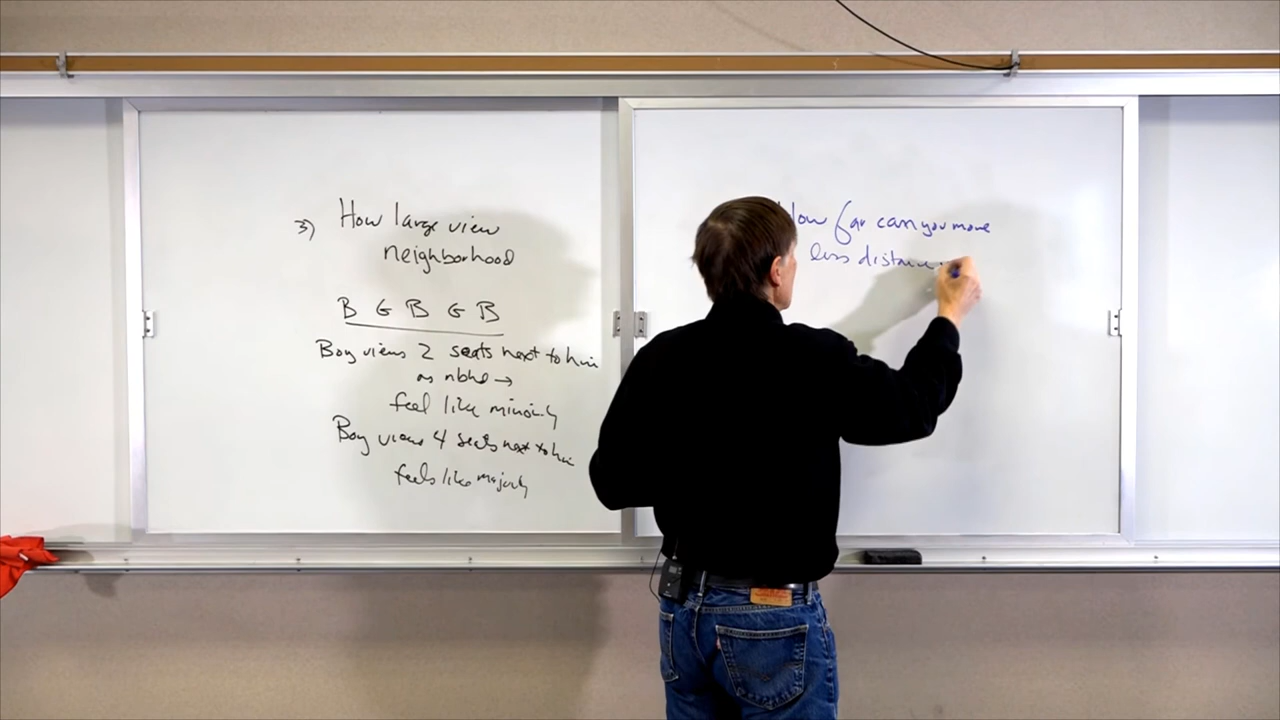 3) How large view
neighborhood
B G B G B
Boy views 2 seats next to him
as nbhd →
feel like minority
Boy views 4 seats next to him
feels like majority
How far can you move
less distance